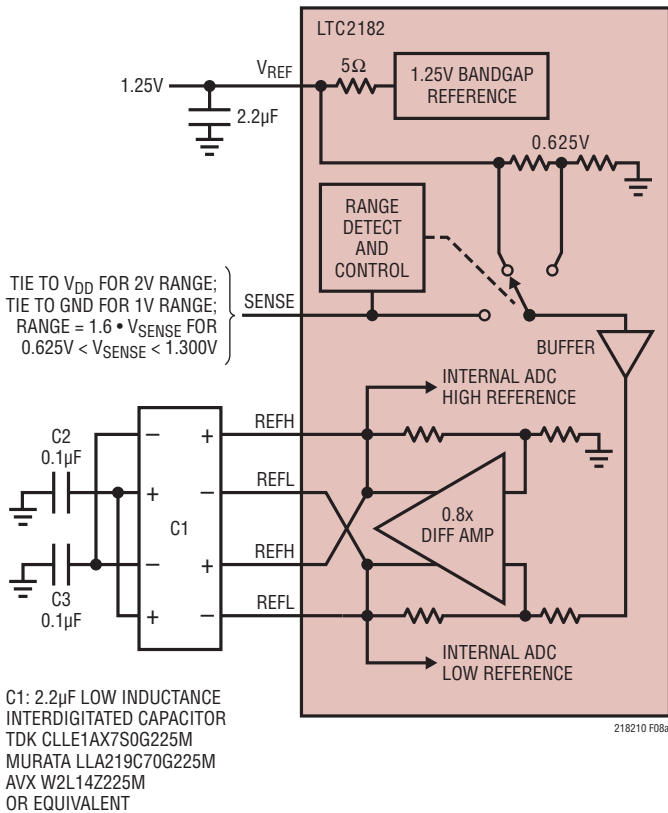 LTC2182
VREF
5Ω
1.25V
1.25V BANDGAP
REFERENCE
2.2µF
0.625V
RANGE
DETECT
AND
CONTROL
TIE TO VDD FOR 2V RANGE;
TIE TO GND FOR 1V RANGE;
RANGE = 1.6 • VSENSE FOR
0.625V < VSENSE < 1.300V
SENSE
BUFFER
INTERNAL ADC
HIGH REFERENCE
REFH
C2
0.1µF
– +
REFL
+ –
C1
0.8x
DIFF AMP
REFH
– +
C3
0.1µF
REFL
+ –
INTERNAL ADC
LOW REFERENCE
C1: 2.2µF LOW INDUCTANCE
INTERDIGITATED CAPACITOR
TDK CLLE1AX7S0G225M
MURATA LLA219C70G225M
AVX W2L14Z225M
OR EQUIVALENT
218210 F08a